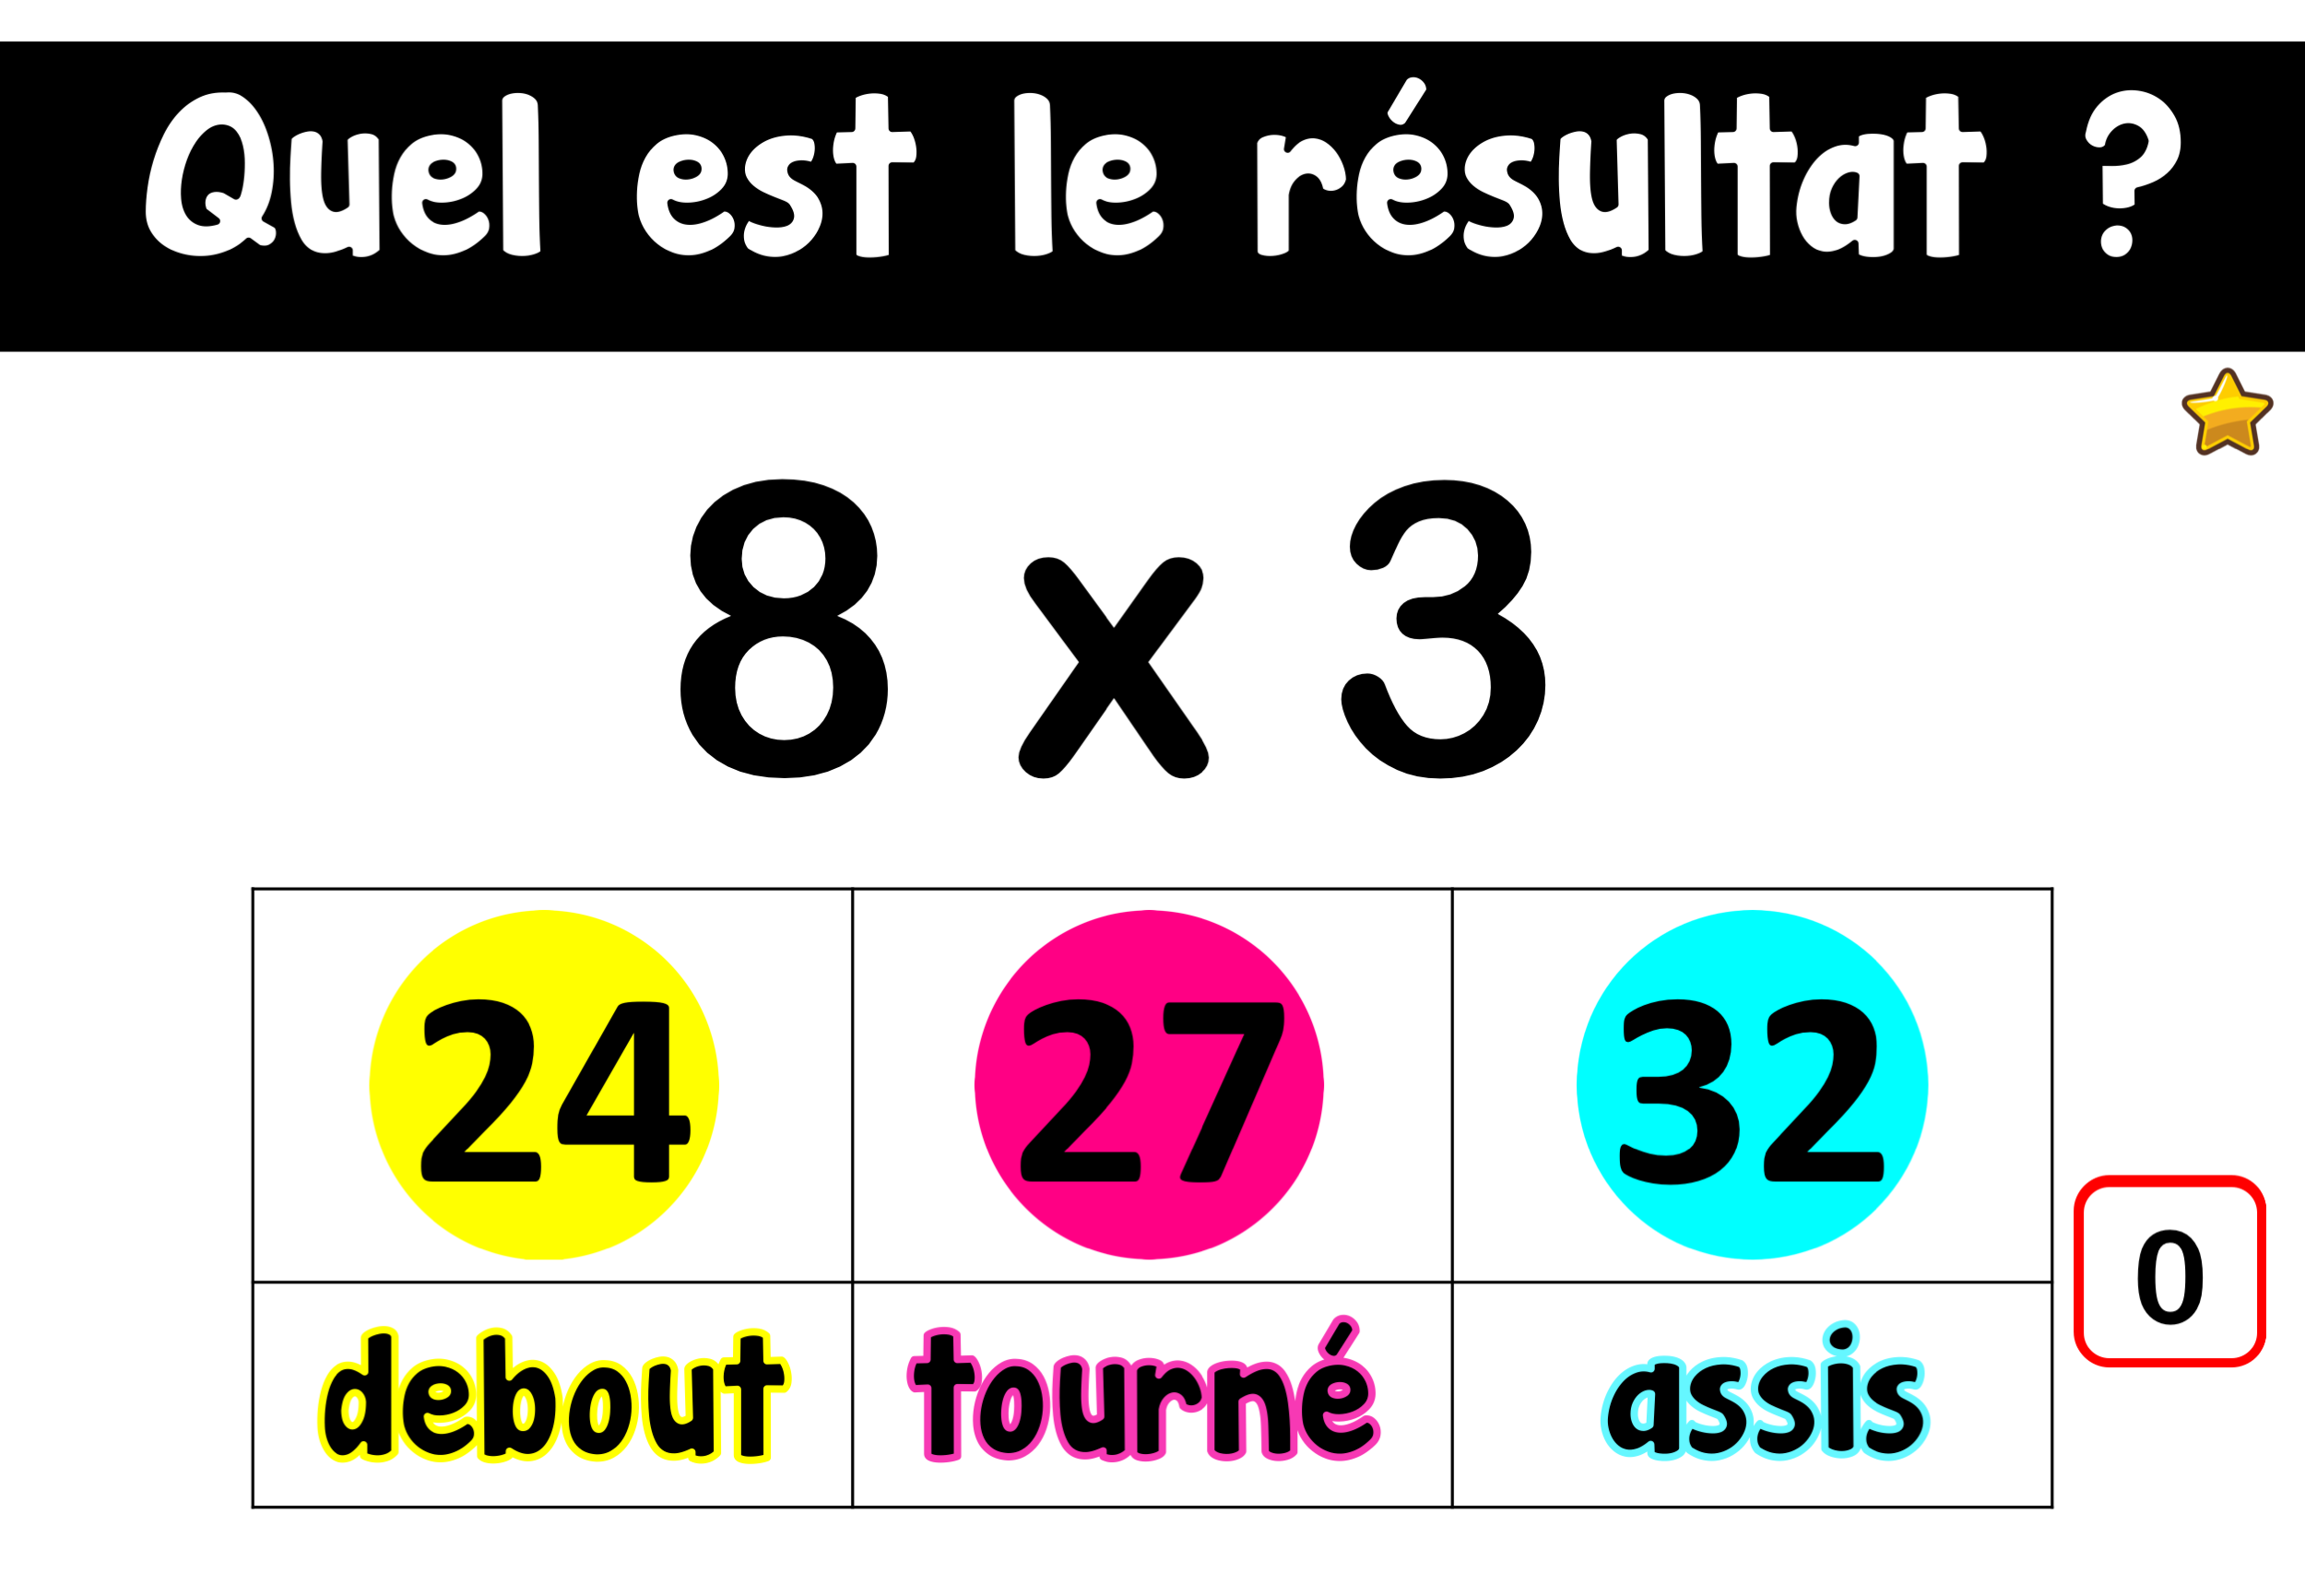 Quel est le résultat ?
8 x 3
24 27 32
0
debout tourné assis